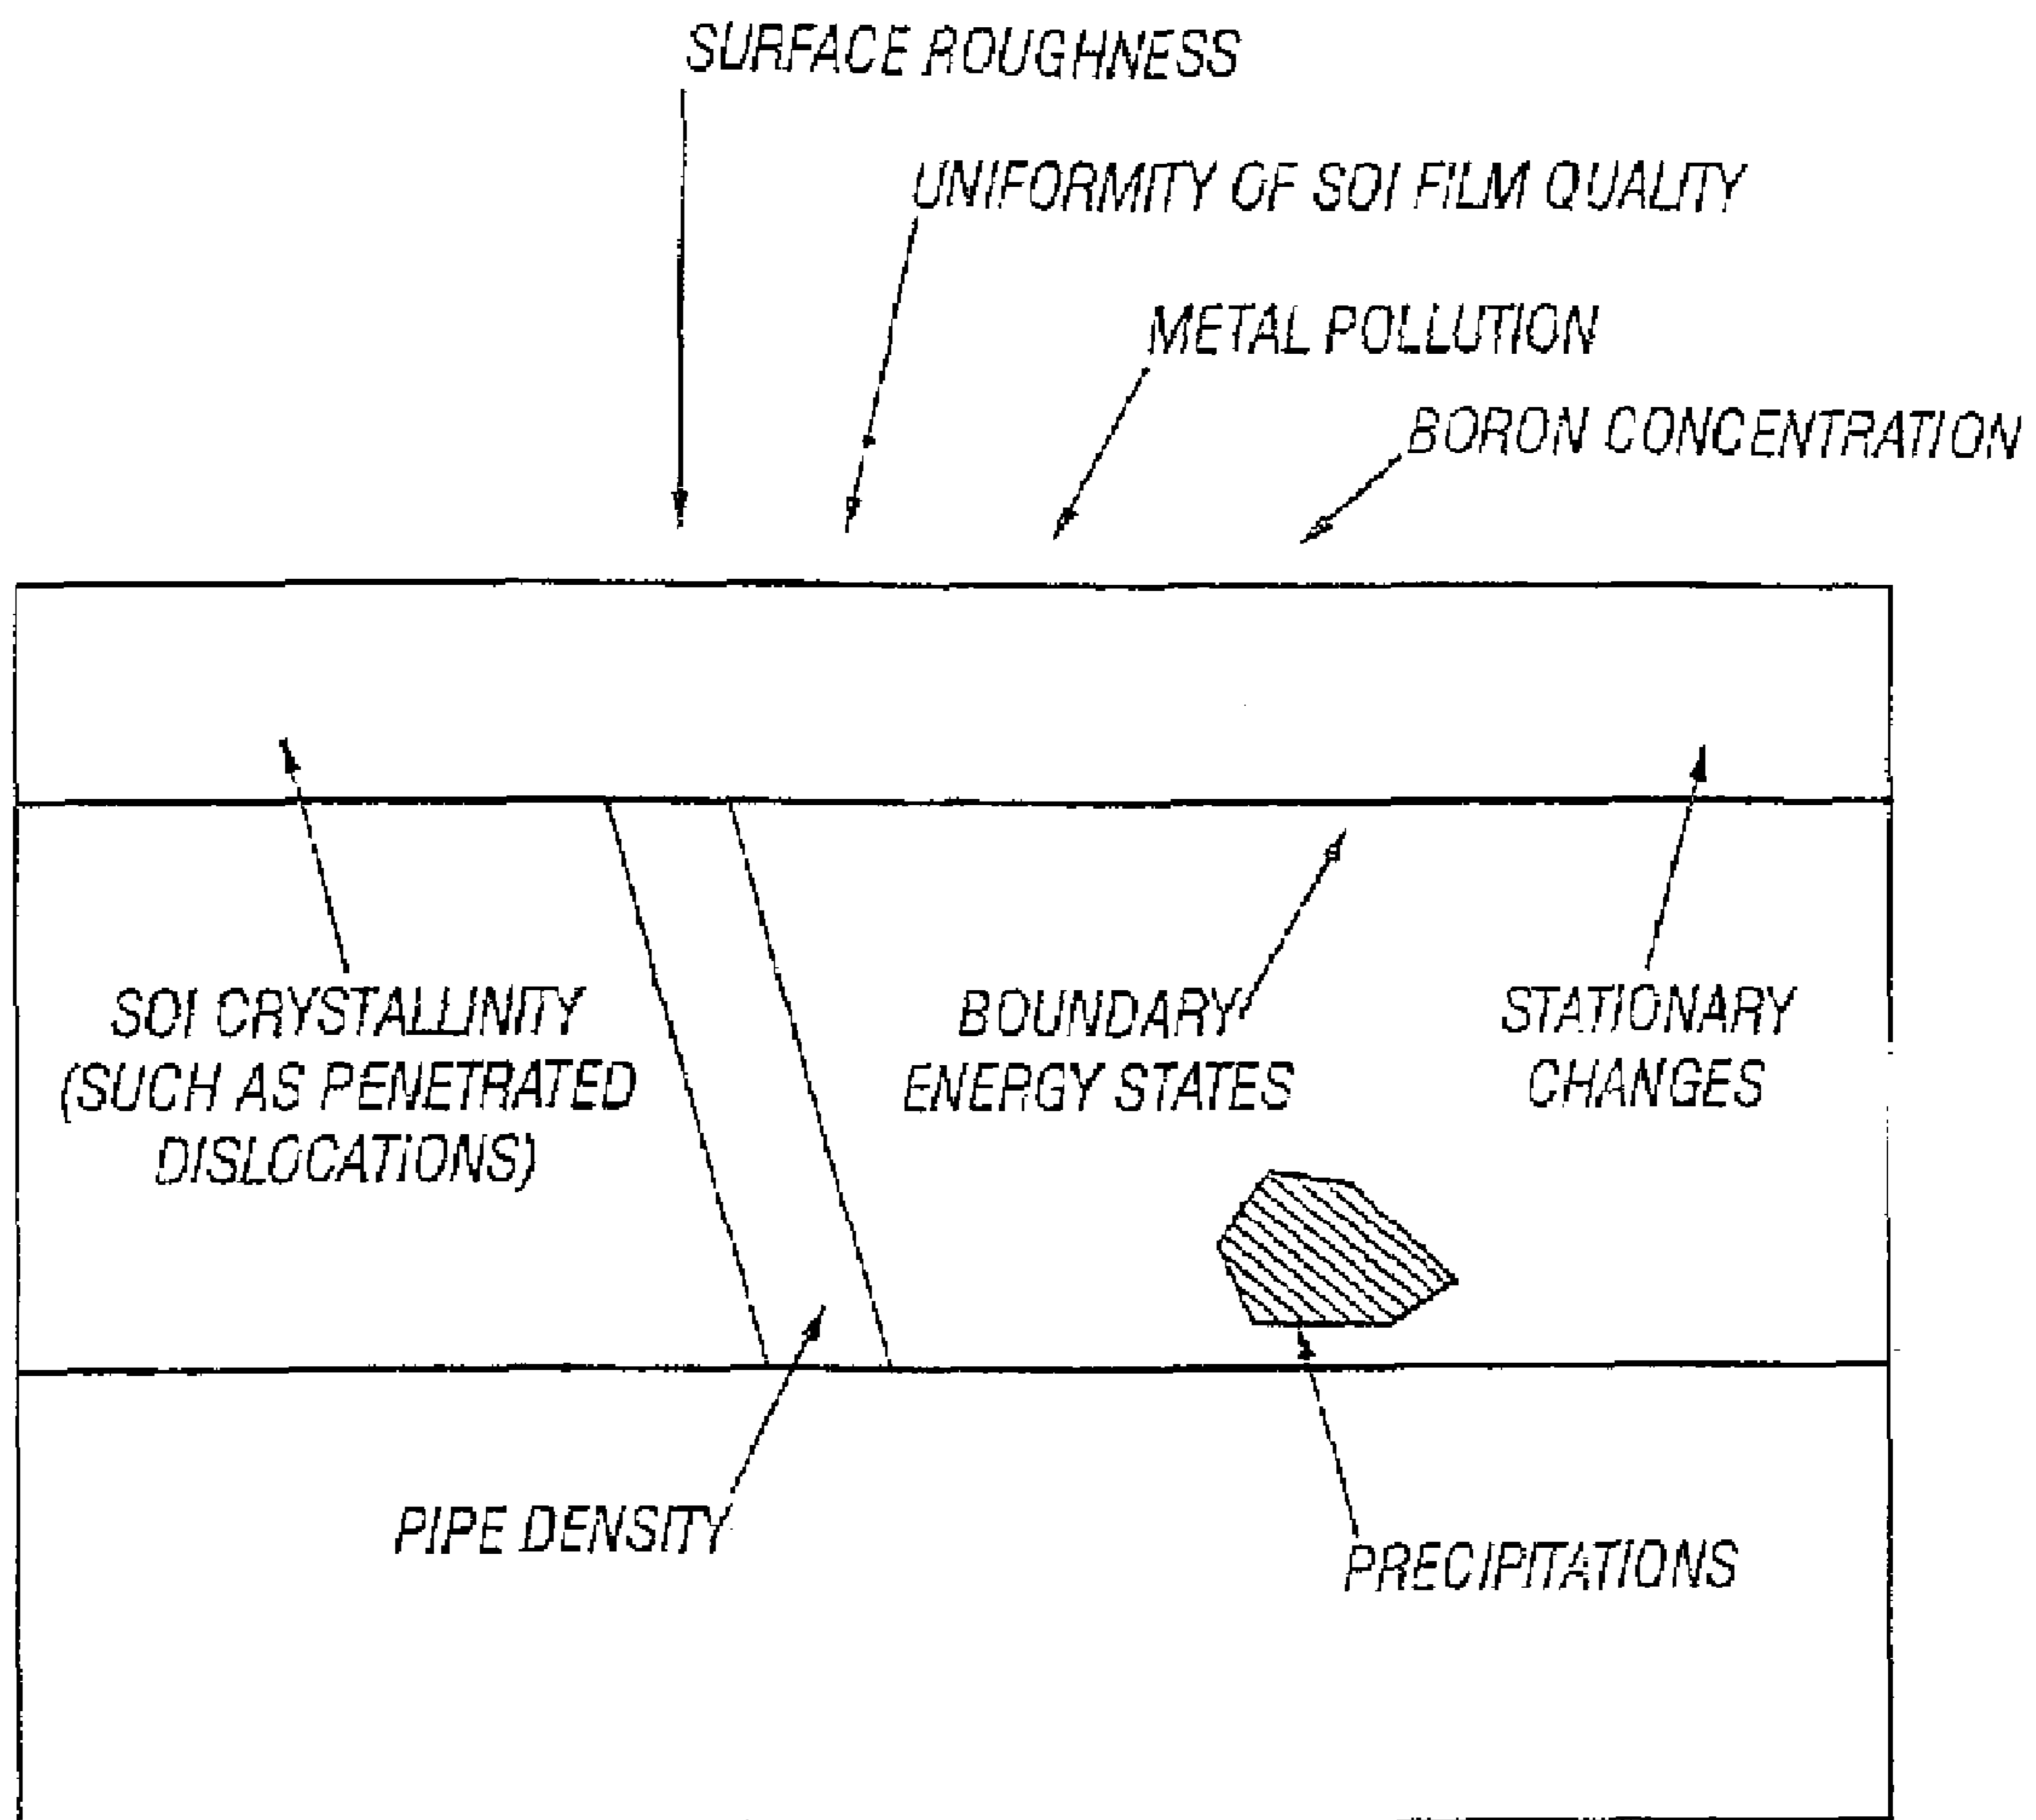 SURFACE ROUGHNESS
UNIFORMITY OF SOI FILM QUALITY
METAL POLLUTION
BORON CONCENTRATION
SOI CRYSTALLINITY
(SUCH AS PENETRATED
DISLOCATIONS)
BOUNDARY
ENERGY STATES
STATIONARY
CHANGES
PIPE DENSITY
PRECIPITATIONS